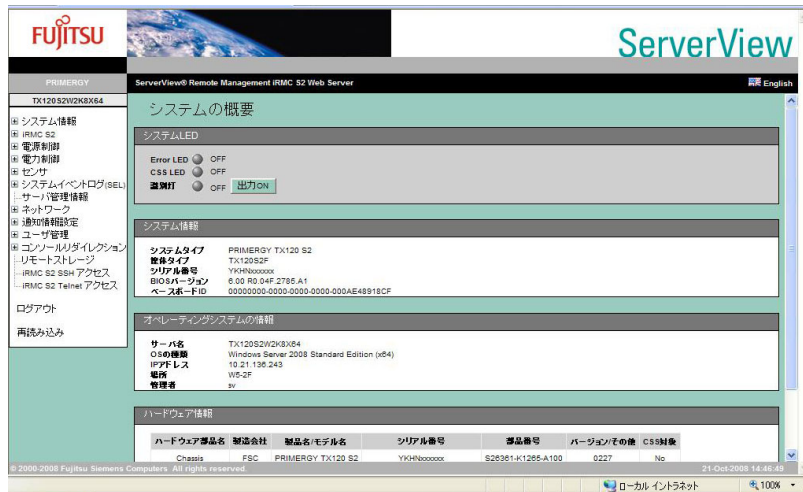 FUJITSU
ServerView
PRIMERGY
ServerView® Remote Management iRMC S2 Web Server
English
TX120S2W2K8X64
システム情報
iRMC S2
電源制御
電力制御
センサ
システムイベントログ(SEL)
サーバ管理情報
ネットワーク
通知情報設定
ユーザ管理
コンソールリダイレクション
リモートストレージ
iRMC S2 SSH アクセス
iRMC S2 Telnet アクセス
ログアウト
再読み込み
システムの概要
システムLED
Error LED OFF
CSS LED OFF
識別灯 OFF 出力ON
システム情報
システムタイプ PRIMERGY TX120 S2
筐体タイプ TX120S2F
シリアル番号 YKHNxxxxxx
BIOSバージョン 6.00 R0.04F.2785.A1
ベースボードID 00000000-0000-0000-0000-000AE48918CF
オペレーティングシステムの情報
サーバ名 TX120S2W2K8X64
OSの種類 Windows Server 2008 Standard Edition (x64)
IPアドレス 10.21.136.243
場所 W5-2F
管理者 sv
ハードウェア情報
ハードウェア部品名 製造会社 製品名/モデル名 シリアル番号 部品番号 バージョン/その他 CSS対象
Chassis FSC PRIMERGY TX120 S2 YKHNxxxxxx S26361-K1265-A100 0227 No
© 2000-2008 Fujitsu Siemens Computers All rights reserved.
21-Oct-2008 14:46:49
ローカル イントラネット
100%